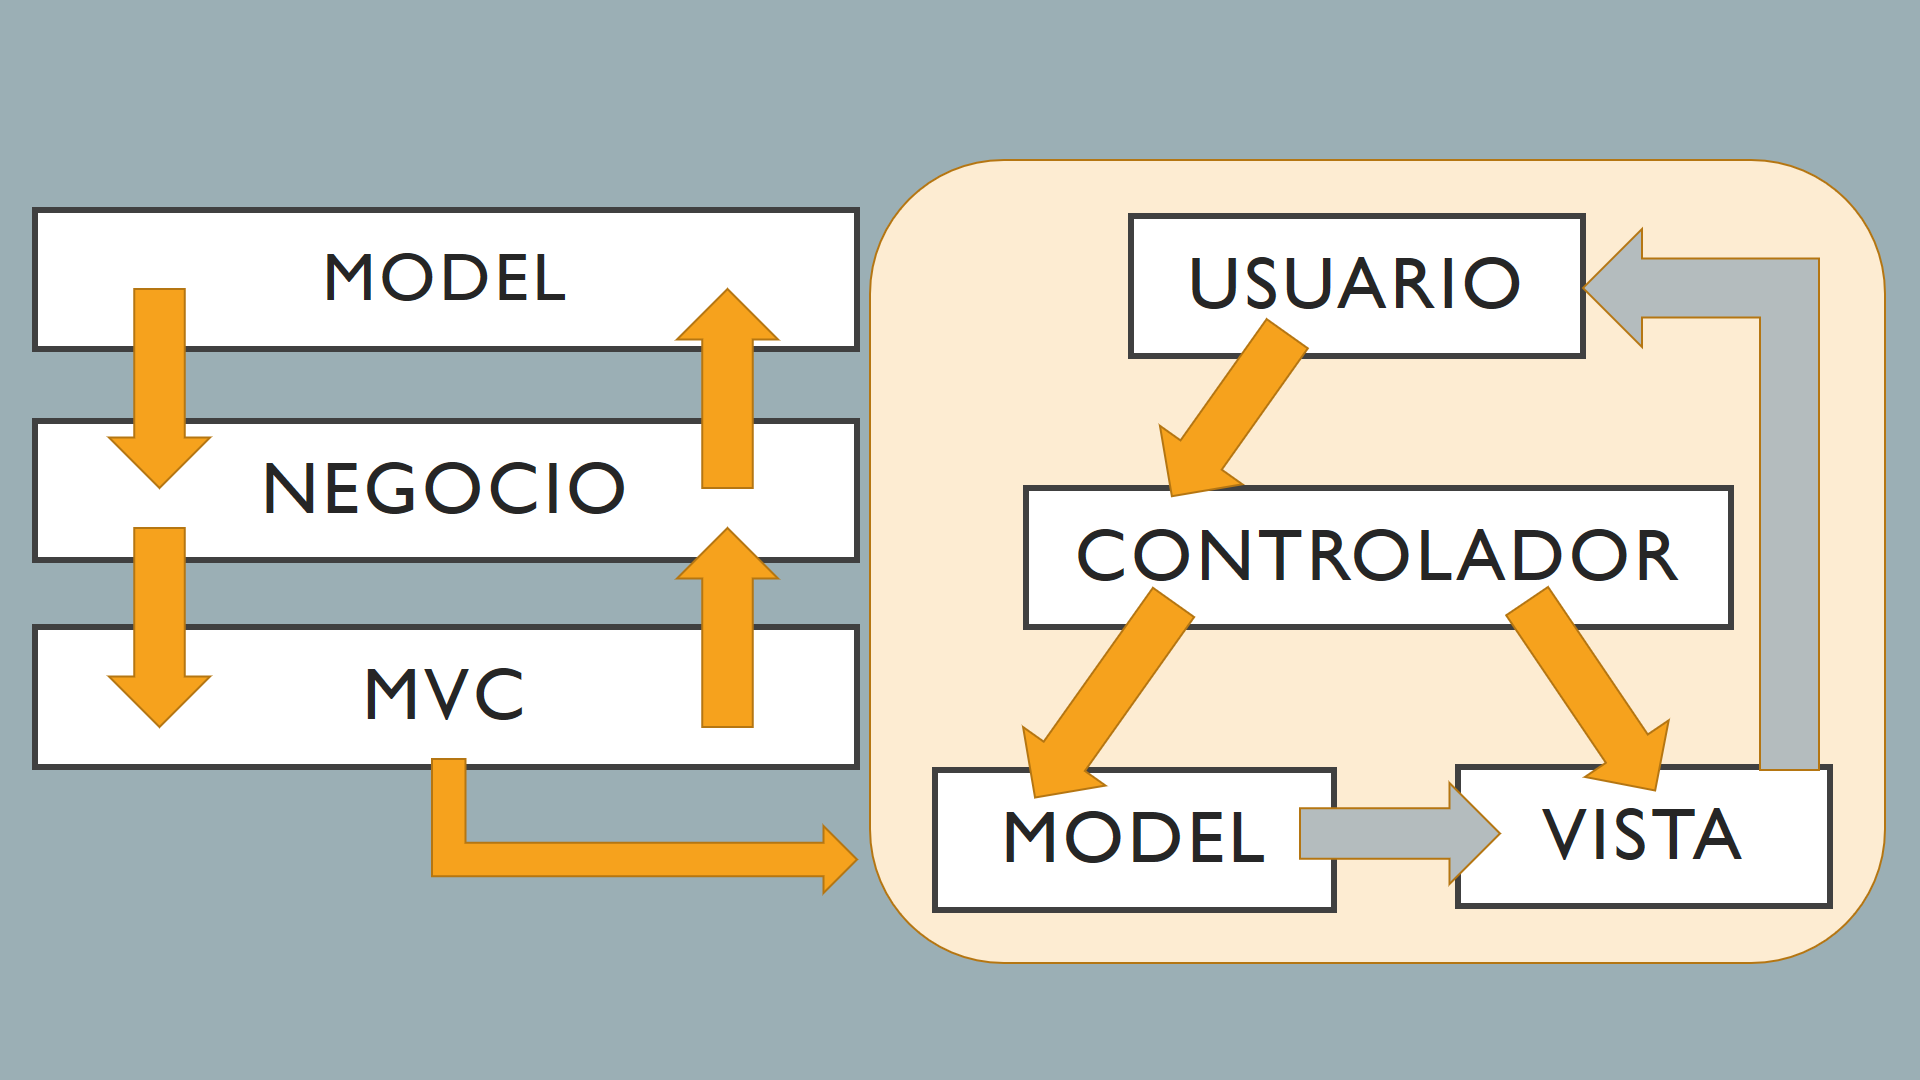 MODEL
NEGOCIO
MVC
USUARIO
CONTROLADOR
MODEL
VISTA